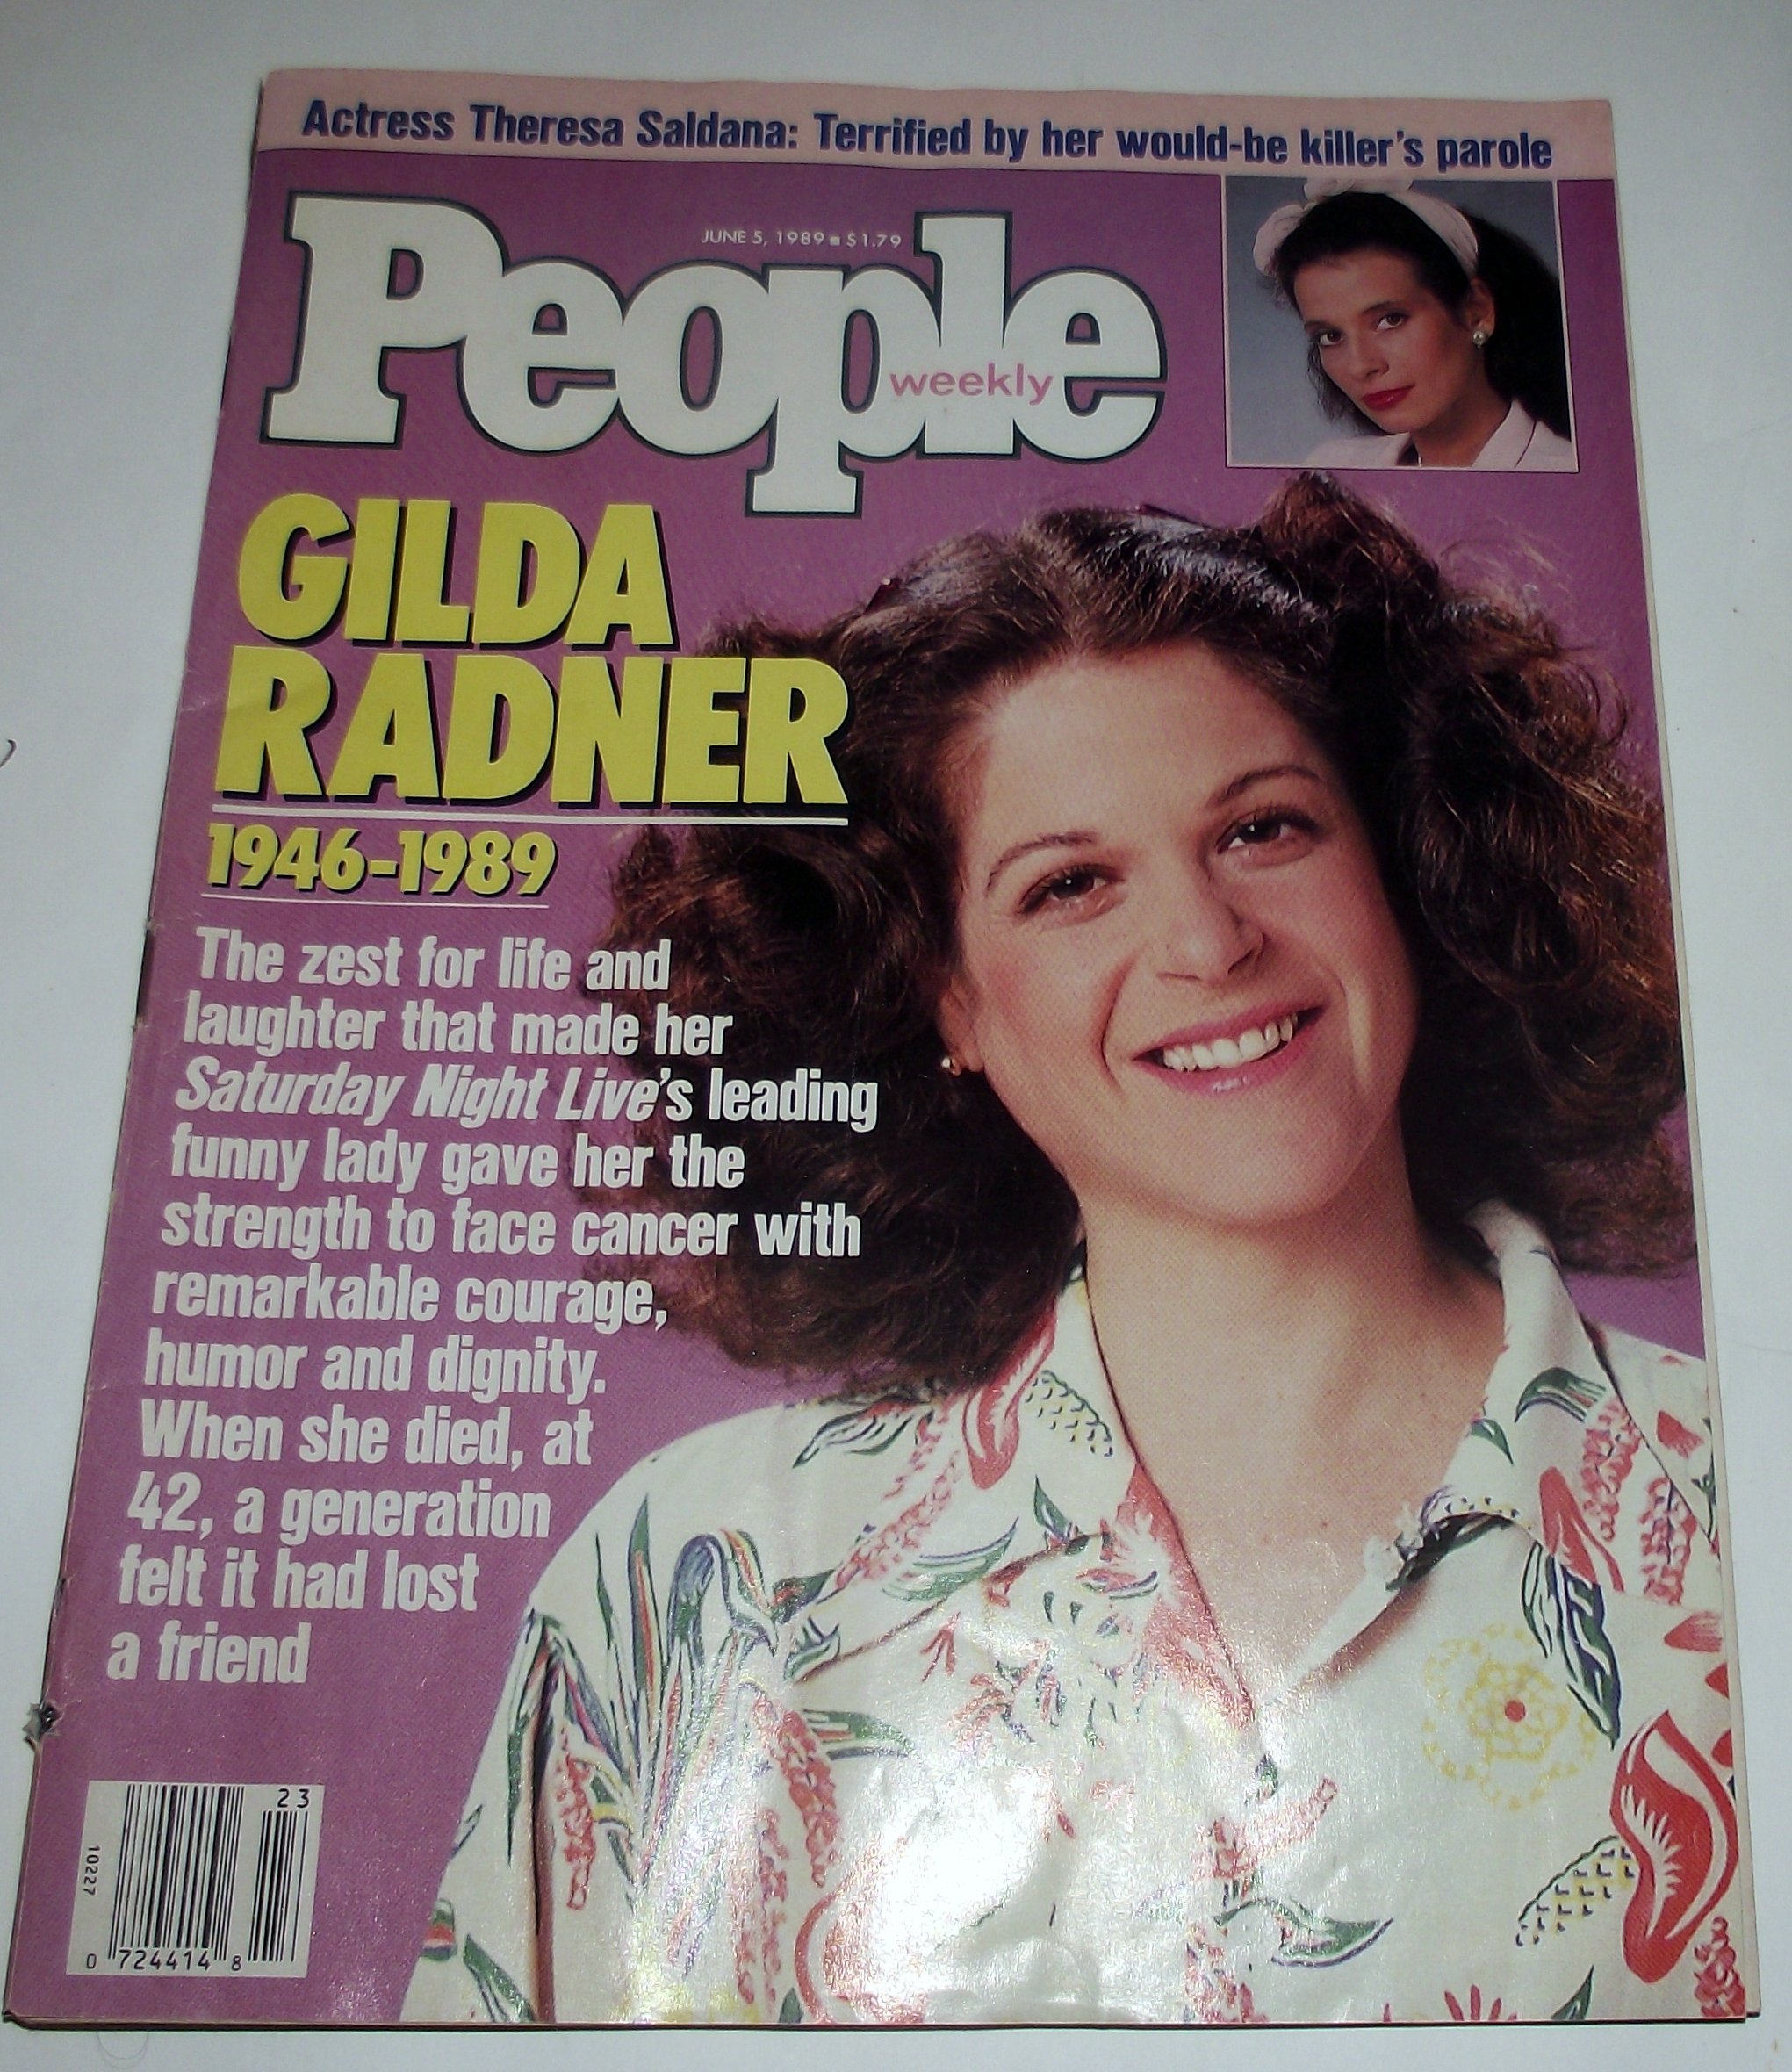 Actress Theresa Saldana: Terrified by her would-be killer's parole
JUNE 5, 1989 ■ $1.79
People
weekly
GILDA
RADNER
1946-1989
The zest for life and
laughter that made her
Saturday Night Live's leading
funny lady gave her the
strength to face cancer with
remarkable courage,
humor and dignity.
When she died, at
42, a generation
felt it had lost
a friend
23
10227
0 724414 8